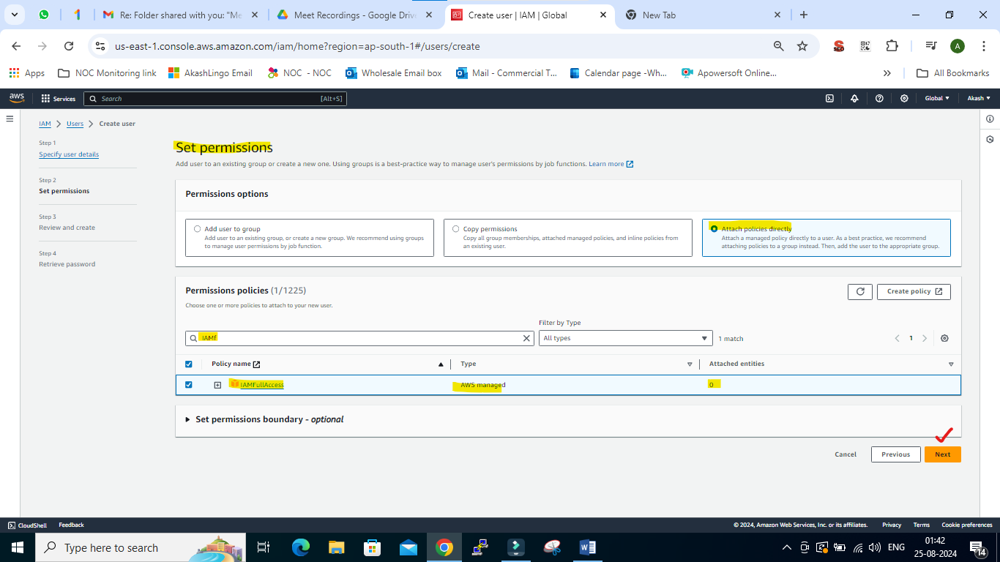 Re: Folder shared with you: "Me
Meet Recordings - Google Drive
Create user | IAM | Global
New Tab
us-east-1.console.aws.amazon.com/iam/home?region=ap-south-1#/users/create
SEO
A
Apps
NOC Monitoring link
AkashLingo Email
NOC - NOC
Wholesale Email box
Mail - Commercial T...
Calendar page -Wh...
Apowersoft Online...
All Bookmarks
aws
Services
Search
[Alt+S]
Global
Akash
IAM
Users
Create user
Step 1
Specify user details
Step 2
Set permissions
Step 3
Review and create
Step 4
Retrieve password
Set permissions
Add user to an existing group or create a new one. Using groups is a best-practice way to manage user's permissions by job functions. Learn more
Permissions options
Add user to group
Add user to an existing group, or create a new group. We recommend using groups
to manage user permissions by job function.
Copy permissions
Copy all group memberships, attached managed policies, and inline policies from
an existing user.
Attach policies directly
Attach a managed policy directly to a user. As a best practice, we recommend
attaching policies to a group instead. Then, add the user to the appropriate group.
Permissions policies (1/1225)
Choose one or more policies to attach to your new user.
Create policy
Filter by Type
IAMf
All types
1 match
1
Policy name
Type
Attached entities
IAMFullAccess
AWS managed
0
Set permissions boundary - optional
Cancel
Previous
Next
CloudShell
Feedback
© 2024, Amazon Web Services, Inc. or its affiliates.
Privacy
Terms
Cookie preferences
Type here to search
ENG
01:42
25-08-2024
14